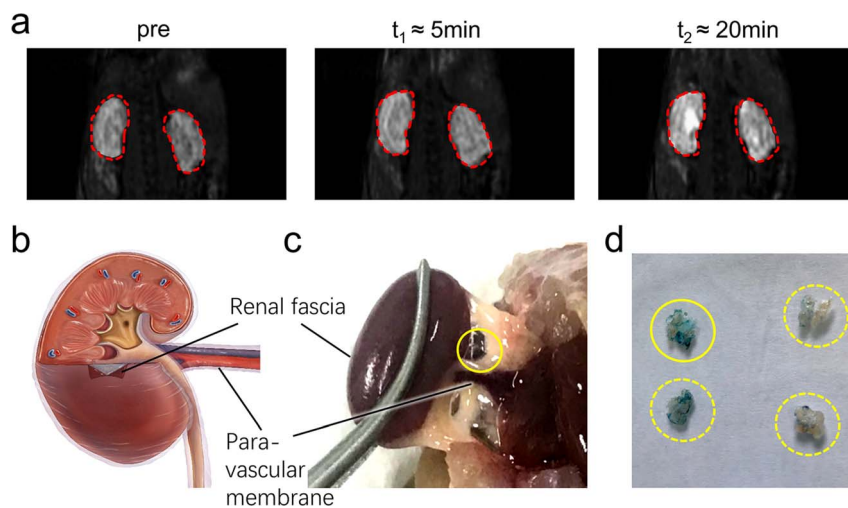 a
pre
t₁ ≈ 5min
t₂ ≈ 20min
b
c
d
Renal fascia
Para-
vascular
membrane